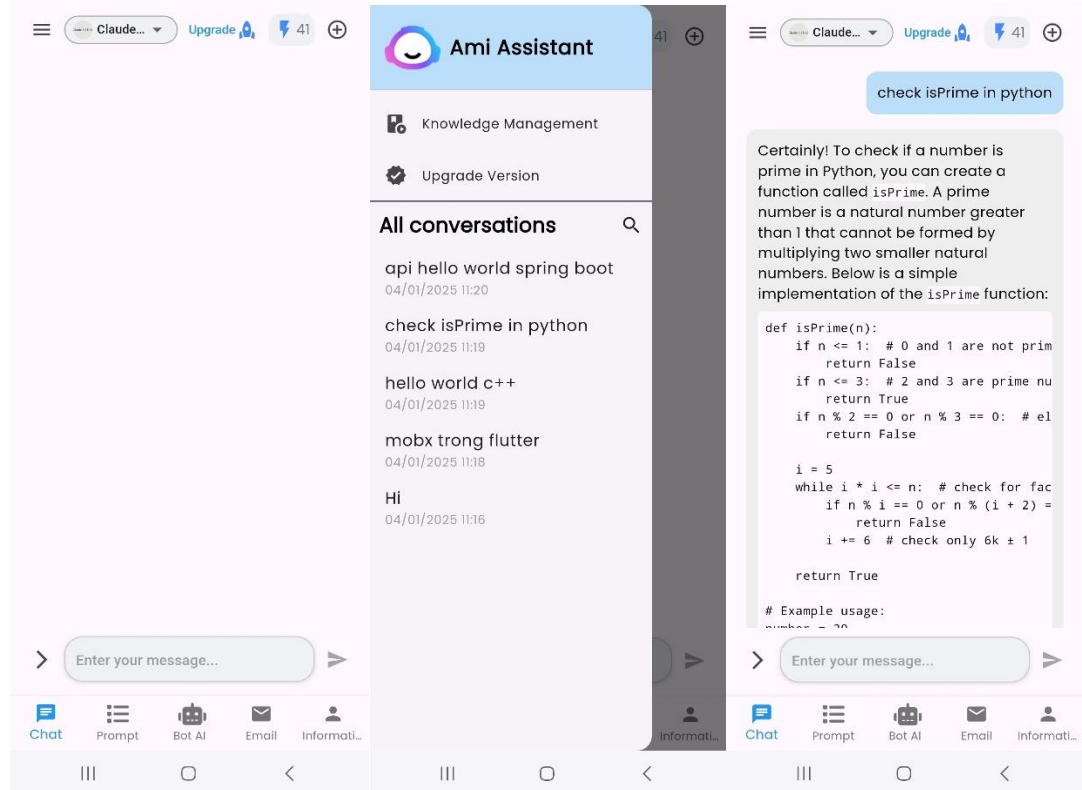 Claude...
Upgrade
41
Enter your message...
Chat
Prompt
Bot AI
Email
Informati...
Ami Assistant
41
Knowledge Management
Upgrade Version
All conversations
api hello world spring boot
04/01/2025 11:20
check isPrime in python
04/01/2025 11:19
hello world c++
04/01/2025 11:19
mobx trong flutter
04/01/2025 11:18
Hi
04/01/2025 11:16
Informati...
Claude...
Upgrade
41
check isPrime in python
Certainly! To check if a number is
prime in Python, you can create a
function called isPrime. A prime
number is a natural number greater
than 1 that cannot be formed by
multiplying two smaller natural
numbers. Below is a simple
implementation of the isPrime function:
def isPrime(n):
    if n <= 1:  # 0 and 1 are not prim
        return False
    if n <= 3:  # 2 and 3 are prime nu
        return True
    if n % 2 == 0 or n % 3 == 0:  # el
        return False
    i = 5
    while i * i <= n:  # check for fac
        if n % i == 0 or n % (i + 2) =
            return False
        i += 6  # check only 6k ± 1
    return True
# Example usage:
number = 29
Enter your message...
Chat
Prompt
Bot AI
Email
Informati...